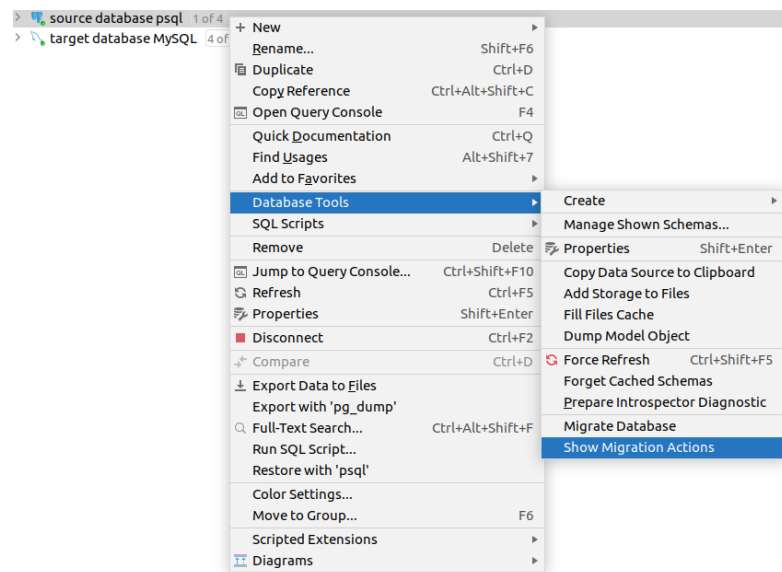 source database psql 1 of 4
target database MySQL 4 of
New
Rename... Shift+F6
Duplicate Ctrl+D
Copy Reference Ctrl+Alt+Shift+C
QL Open Query Console F4
Quick Documentation Ctrl+Q
Find Usages Alt+Shift+7
Add to Favorites
Database Tools
SQL Scripts
Remove Delete
QL Jump to Query Console... Ctrl+Shift+F10
Refresh Ctrl+F5
Properties Shift+Enter
Disconnect Ctrl+F2
Compare Ctrl+D
Export Data to Files
Export with 'pg_dump'
Full-Text Search... Ctrl+Alt+Shift+F
Run SQL Script...
Restore with 'psql'
Color Settings...
Move to Group... F6
Scripted Extensions
Diagrams
Create
Manage Shown Schemas...
Properties Shift+Enter
Copy Data Source to Clipboard
Add Storage to Files
Fill Files Cache
Dump Model Object
Force Refresh Ctrl+Shift+F5
Forget Cached Schemas
Prepare Introspector Diagnostic
Migrate Database
Show Migration Actions